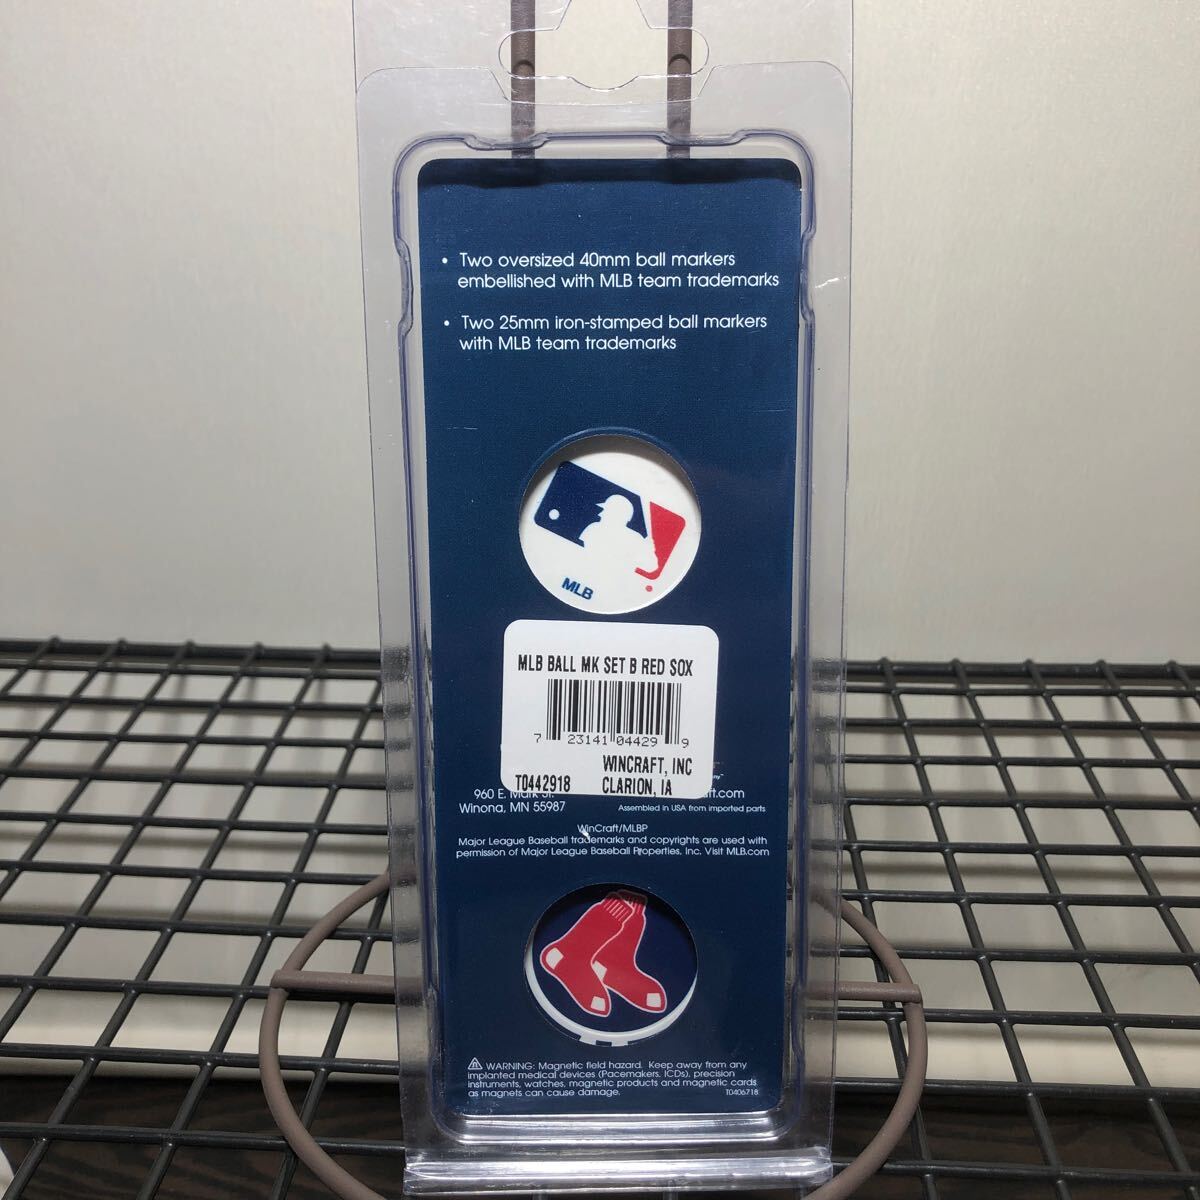 • Two oversized 40mm ball markers
embellished with MLB team trademarks
• Two 25mm iron-stamped ball markers
with MLB team trademarks
MLB
MLB BALL MK SET B RED SOX
7 23141 04429 9
WINCRAFT, INC
T0442918 CLARION, IA
960 E.
Winona, MN 55987
Assembled in USA from imported parts
WinCraft/MLBP
Major League Baseball trademarks and copyrights are used with
permission of Major League Baseball Properties, Inc. Visit MLB.com
⚠ WARNING: Magnetic field hazard. Keep away from any
implanted medical devices (Pacemakers, ICDs), precision
instruments, watches, magnetic products and magnetic cards
as magnets can cause damage.
T0406718